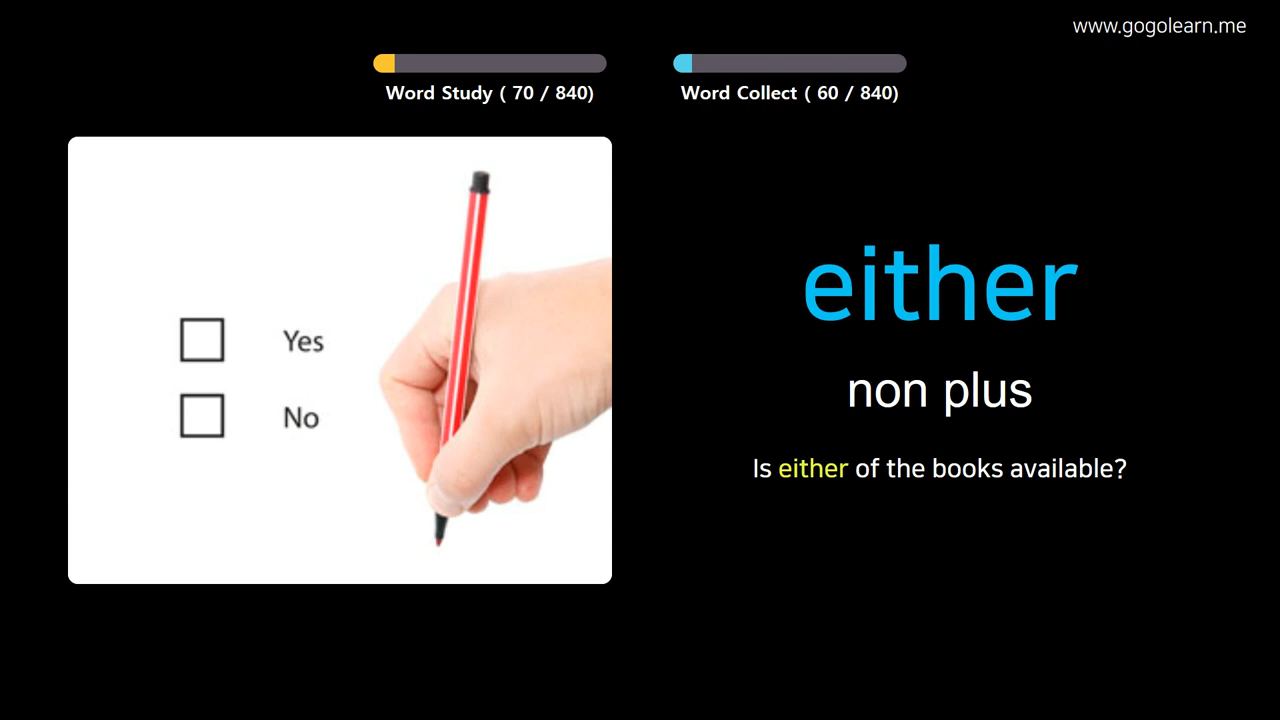 www.gogolearn.me
Word Study ( 70 / 840)
Word Collect ( 60 / 840)
Yes
No
either
non plus
Is either of the books available?